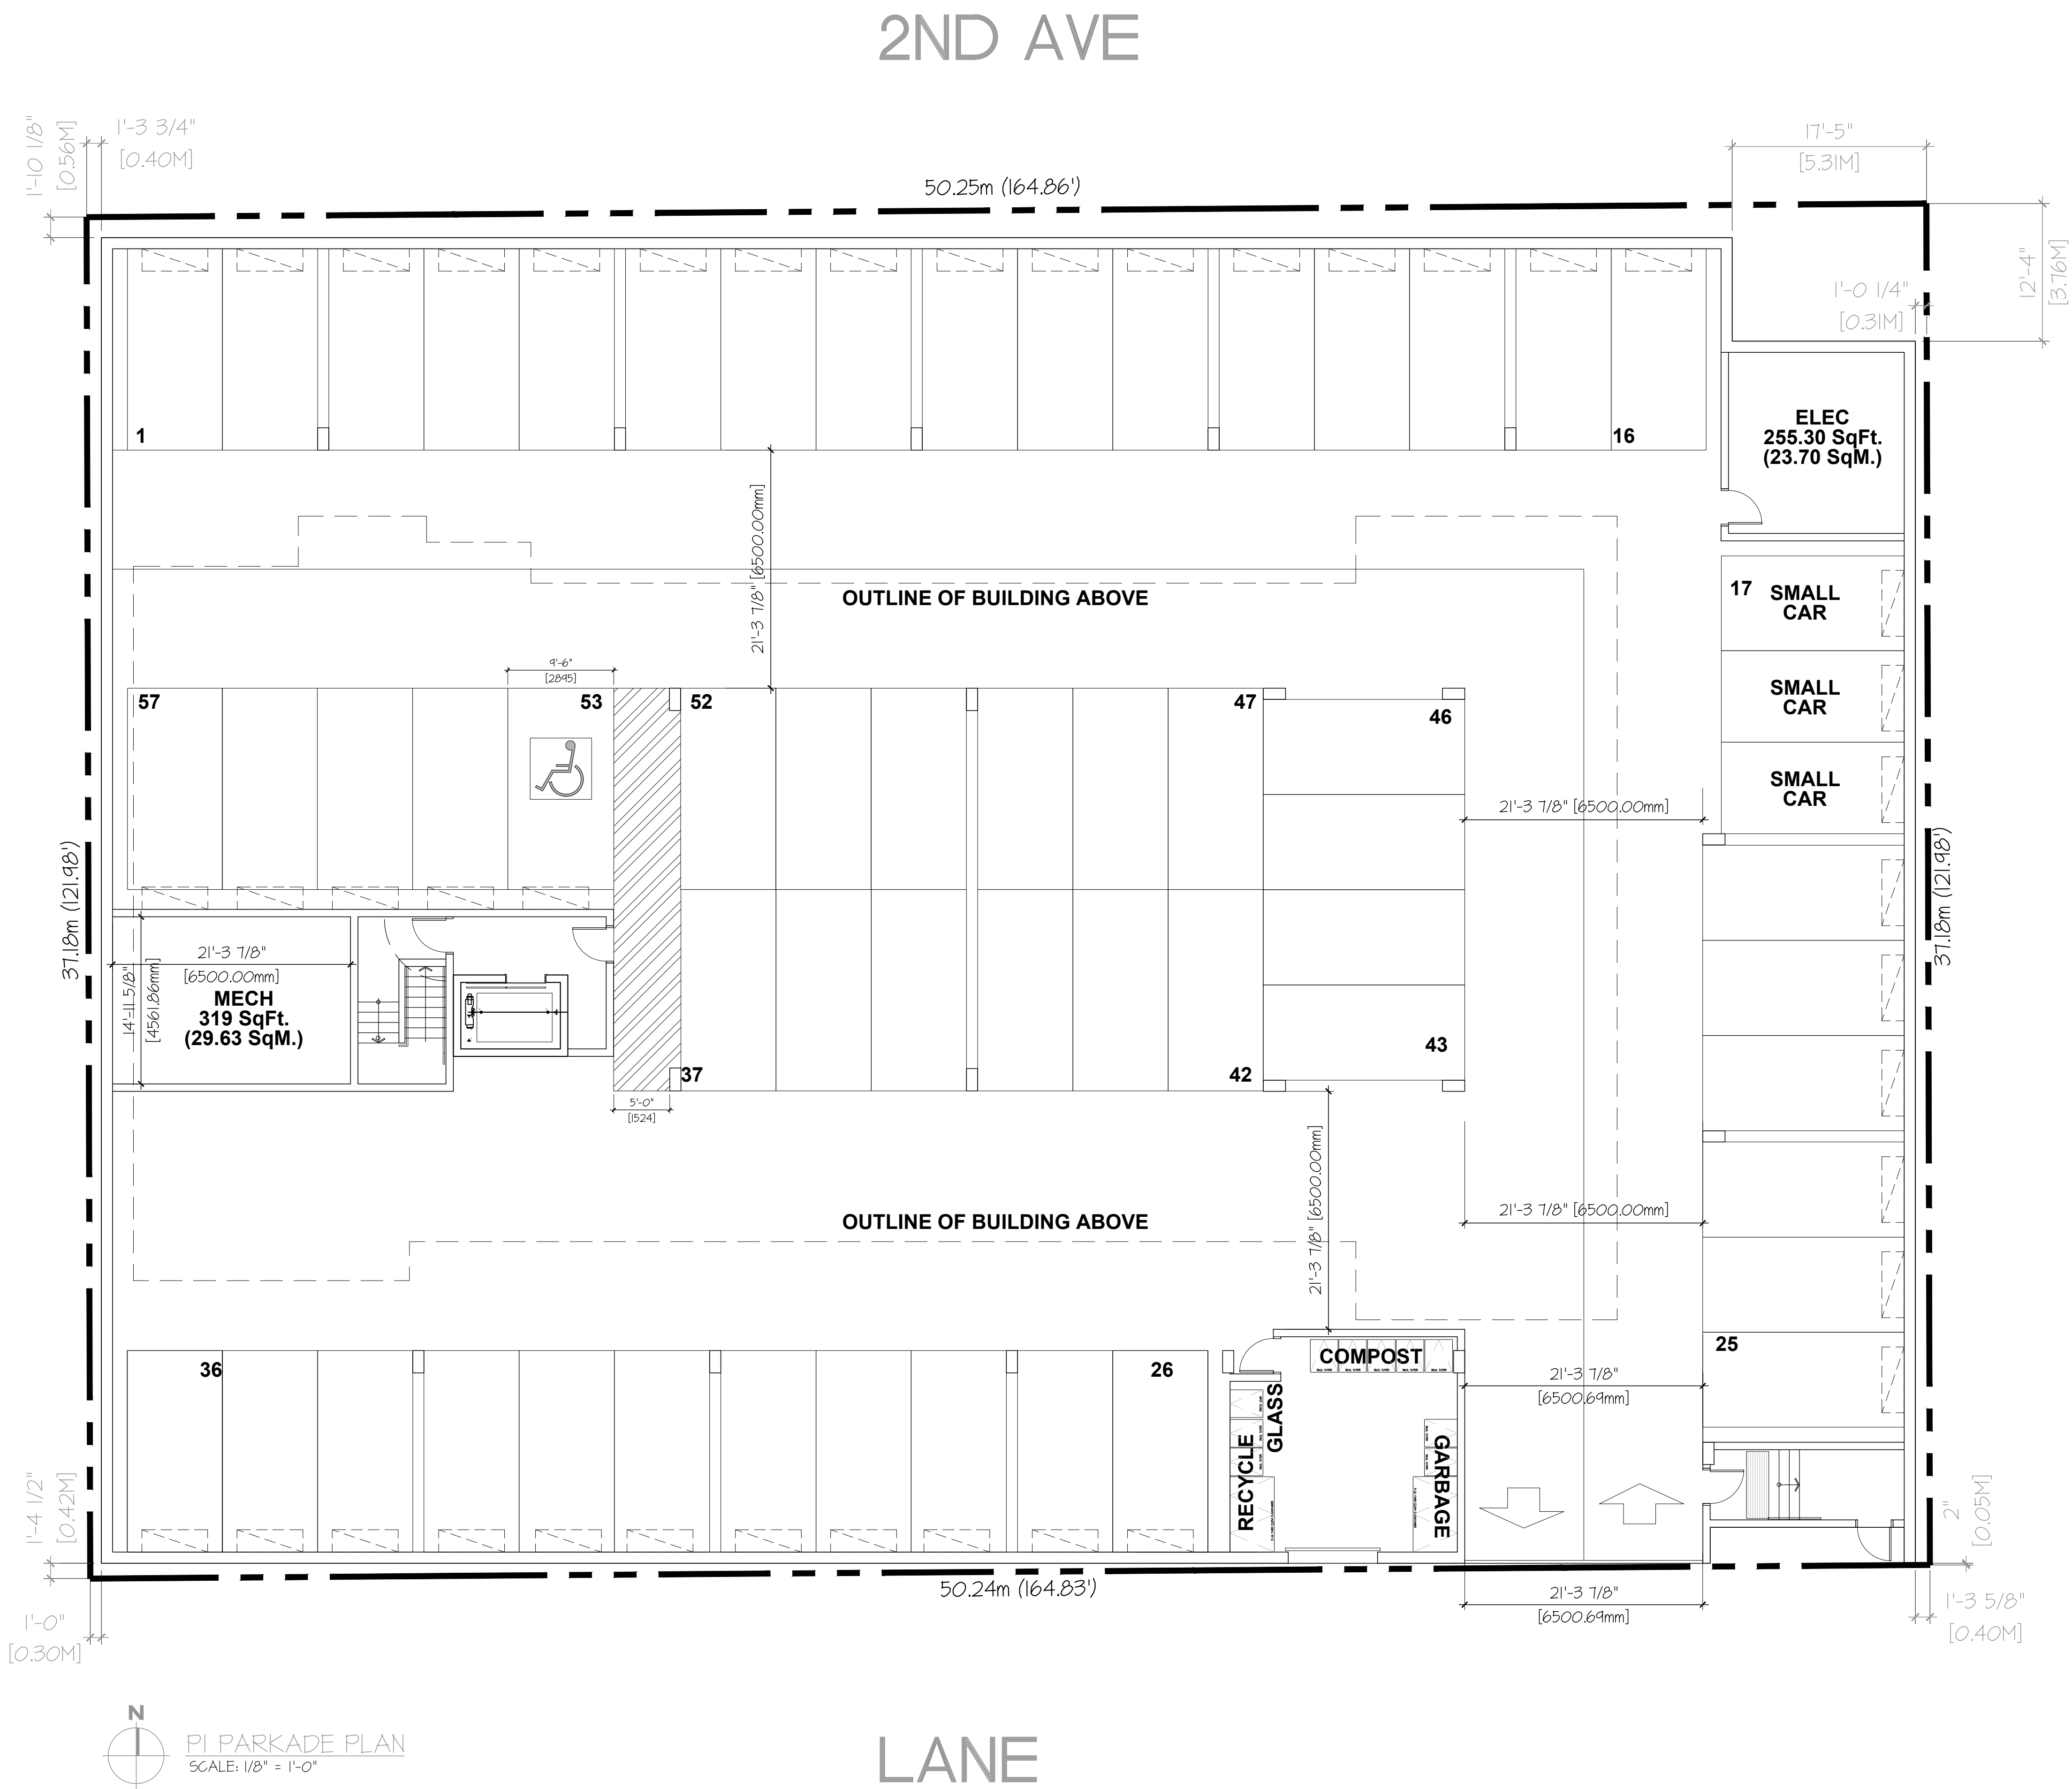 2ND AVE
1'-10 1/8"
[0.56M]
1'-3 3/4"
[0.40M]
17'-5"
[5.31M]
50.25m (164.86')
12'-4"
[3.76M]
1'-0 1/4"
[0.31M]
1
16
ELEC
255.30 SqFt.
(23.70 SqM.)
21'-3 7/8" [6500.00mm]
OUTLINE OF BUILDING ABOVE
17
SMALL
CAR
9'-6"
[2895]
57
53
52
47
46
SMALL
CAR
SMALL
CAR
21'-3 7/8" [6500.00mm]
37.18m (121.98')
37.18m (121.98')
21'-3 7/8"
[6500.00mm]
14'-11 5/8"
[4561.86mm]
MECH
319 SqFt.
(29.63 SqM.)
37
42
43
5'-0"
[1524]
21'-3 7/8" [6500.00mm]
21'-3 7/8" [6500.00mm]
OUTLINE OF BUILDING ABOVE
36
26
COMPOST
25
21'-3 7/8"
[6500.69mm]
GLASS
RECYCLE
GARBAGE
1'-4 1/2"
[0.42M]
2"
[0.05M]
50.24m (164.83')
21'-3 7/8"
[6500.69mm]
1'-0"
[0.30M]
1'-3 5/8"
[0.40M]
N
P1 PARKADE PLAN
SCALE: 1/8" = 1'-0"
LANE